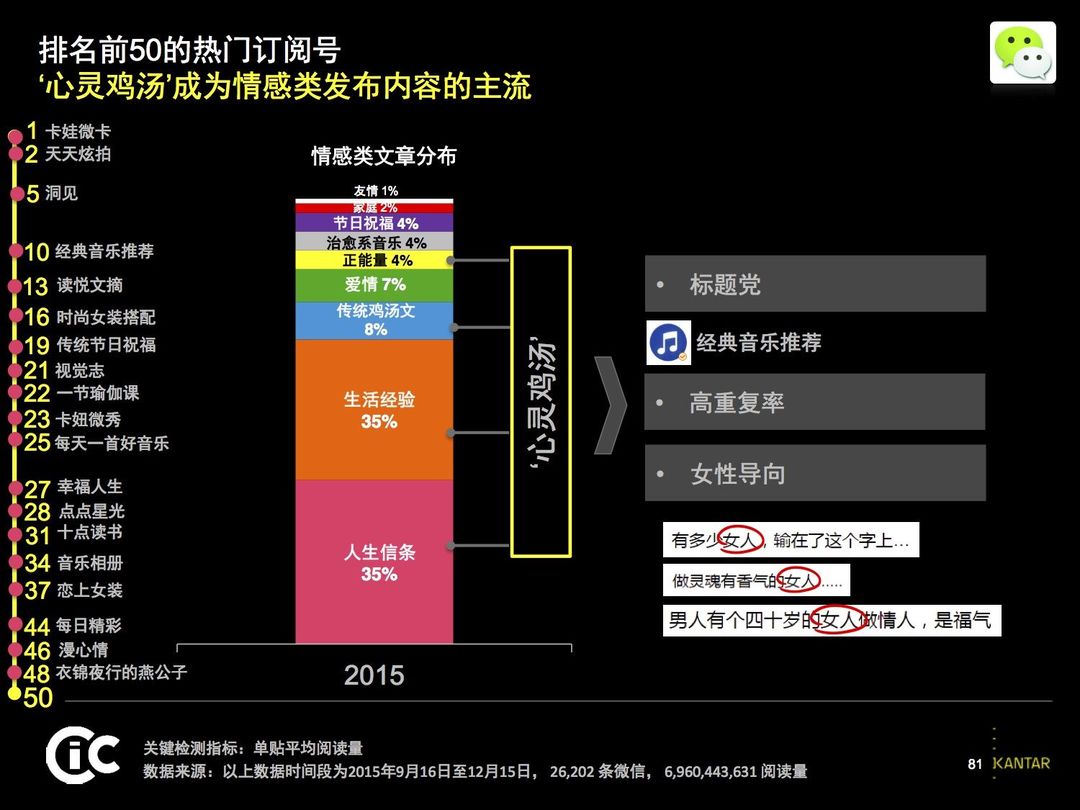 排名前50的热门订阅号
‘心灵鸡汤’成为情感类发布内容的主流
1 卡娃微卡
2 天天炫拍
5 洞见
10 经典音乐推荐
13 读悦文摘
16 时尚女装搭配
19 传统节日祝福
21 视觉志
22 一节瑜伽课
23 卡妞微秀
25 每天一首好音乐
27 幸福人生
28 点点星光
31 十点读书
34 音乐相册
37 恋上女装
44 每日精彩
46 漫心情
48 衣锦夜行的燕公子
50
情感类文章分布
友情 1%
家庭 2%
节日祝福 4%
治愈系音乐 4%
正能量 4%
爱情 7%
传统鸡汤文
8%
生活经验
35%
人生信条
35%
2015
‘心灵鸡汤’
• 标题党
经典音乐推荐
• 高重复率
• 女性导向
有多少女人，输在了这个字上...
做灵魂有香气的女人.....
男人有个四十岁的女人做情人，是福气
CIC
关键检测指标：单贴平均阅读量
数据来源：以上数据时间段为2015年9月16日至12月15日， 26,202 条微信， 6,960,443,631 阅读量
81
KANTAR